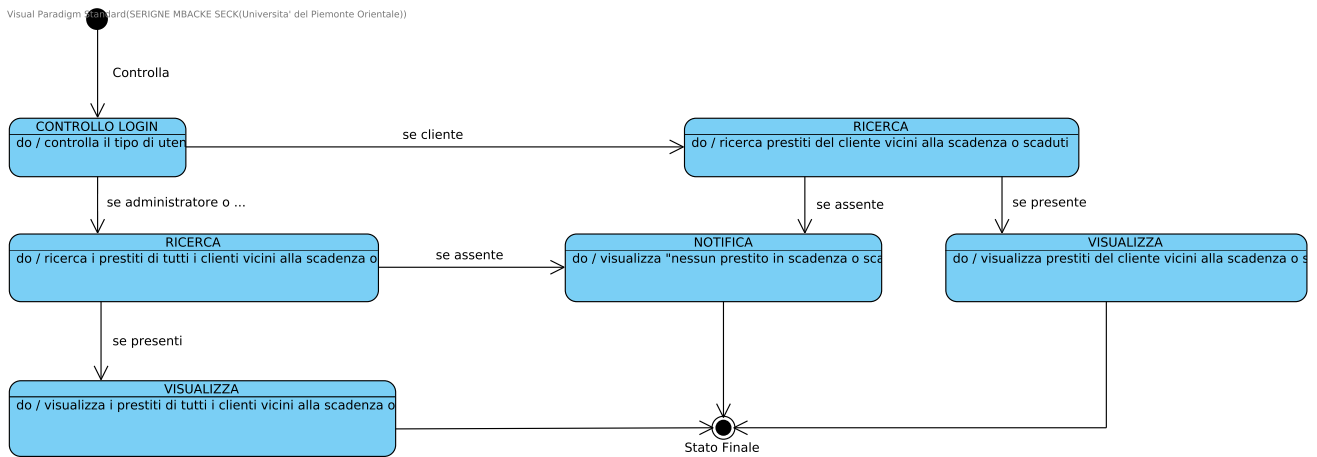 Visual Paradigm Standard(SERIGNE MBACKE SECK(Universita' del Piemonte Orientale))
Controlla
CONTROLLO LOGIN
do / controlla il tipo di uten
se cliente
RICERCA
do / ricerca prestiti del cliente vicini alla scadenza o scaduti
se administratore o ...
se assente
se presente
RICERCA
do / ricerca i prestiti di tutti i clienti vicini alla scadenza o
se assente
NOTIFICA
do / visualizza "nessun prestito in scadenza o sca
VISUALIZZA
do / visualizza prestiti del cliente vicini alla scadenza o s
se presenti
VISUALIZZA
do / visualizza i prestiti di tutti i clienti vicini alla scadenza o
Stato Finale